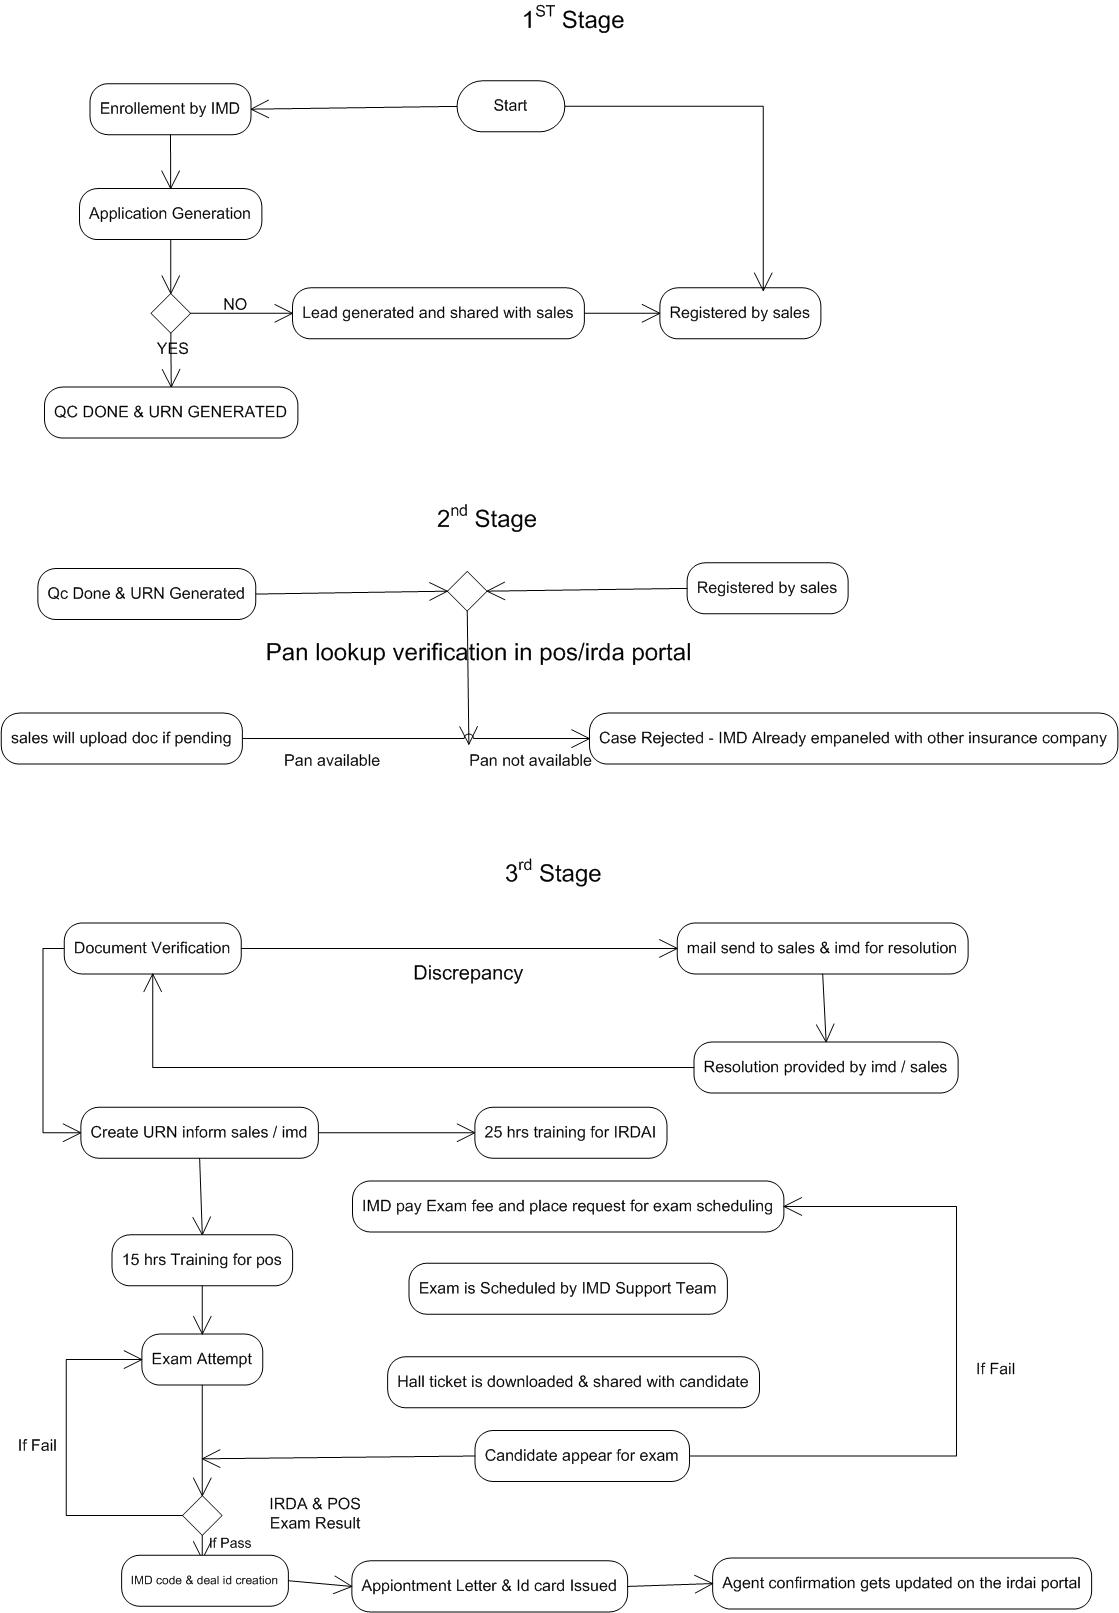 1ST Stage
Enrollement by IMD
Start
Application Generation
NO
Lead generated and shared with sales
Registered by sales
YES
QC DONE & URN GENERATED
2nd Stage
Qc Done & URN Generated
Registered by sales
Pan lookup verification in pos/irda portal
sales will upload doc if pending
Case Rejected - IMD Already empaneled with other insurance company
Pan available
Pan not available
3rd Stage
Document Verification
mail send to sales & imd for resolution
Discrepancy
Resolution provided by imd / sales
Create URN inform sales / imd
25 hrs training for IRDAI
IMD pay Exam fee and place request for exam scheduling
15 hrs Training for pos
Exam is Scheduled by IMD Support Team
Exam Attempt
Hall ticket is downloaded & shared with candidate
If Fail
If Fail
Candidate appear for exam
IRDA & POS
Exam Result
If Pass
IMD code & deal id creation
Appiontment Letter & Id card Issued
Agent confirmation gets updated on the irdai portal